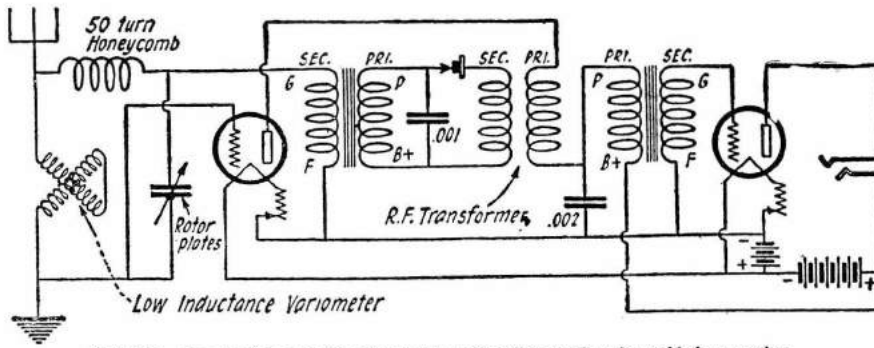 50 turn
Honeycomb
SEC.
PRI.
SEC.
PRI.
PRI.
SEC.
G
P
P
G
.001
F
B+
B+
F
Rotor
plates
R.F. Transformer
.002
-
+
-
+
Low Inductance Variometer